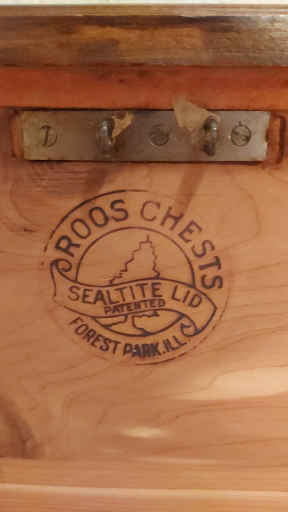 ROOS CHESTS
SEALTITE LID
PATENTED
FOREST PARK. ILL.